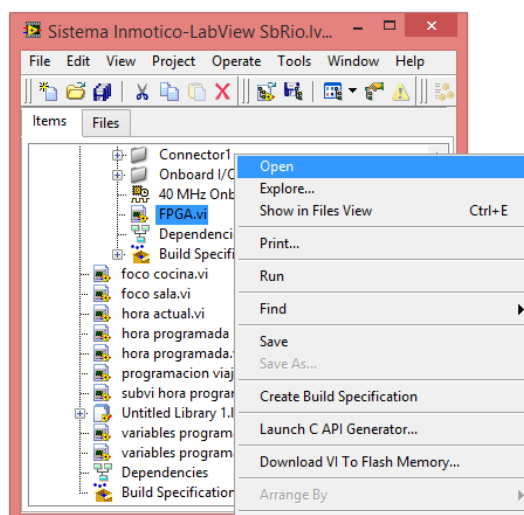 Sistema Inmotico-LabView SbRio.lv...
File Edit View Project Operate Tools Window Help
Items Files
Connector1
Onboard I/O
40 MHz Onb
FPGA.vi
Dependenci
Build Specifi
foco cocina.vi
foco sala.vi
hora actual.vi
hora programada
hora programada.
programacion viaj
subvi hora progra
Untitled Library 1.l
variables program
variables program
Dependencies
Build Specification
Open
Explore...
Show in Files View Ctrl+E
Print...
Run
Find
Save
Save As...
Create Build Specification
Launch C API Generator...
Download VI To Flash Memory...
Arrange By